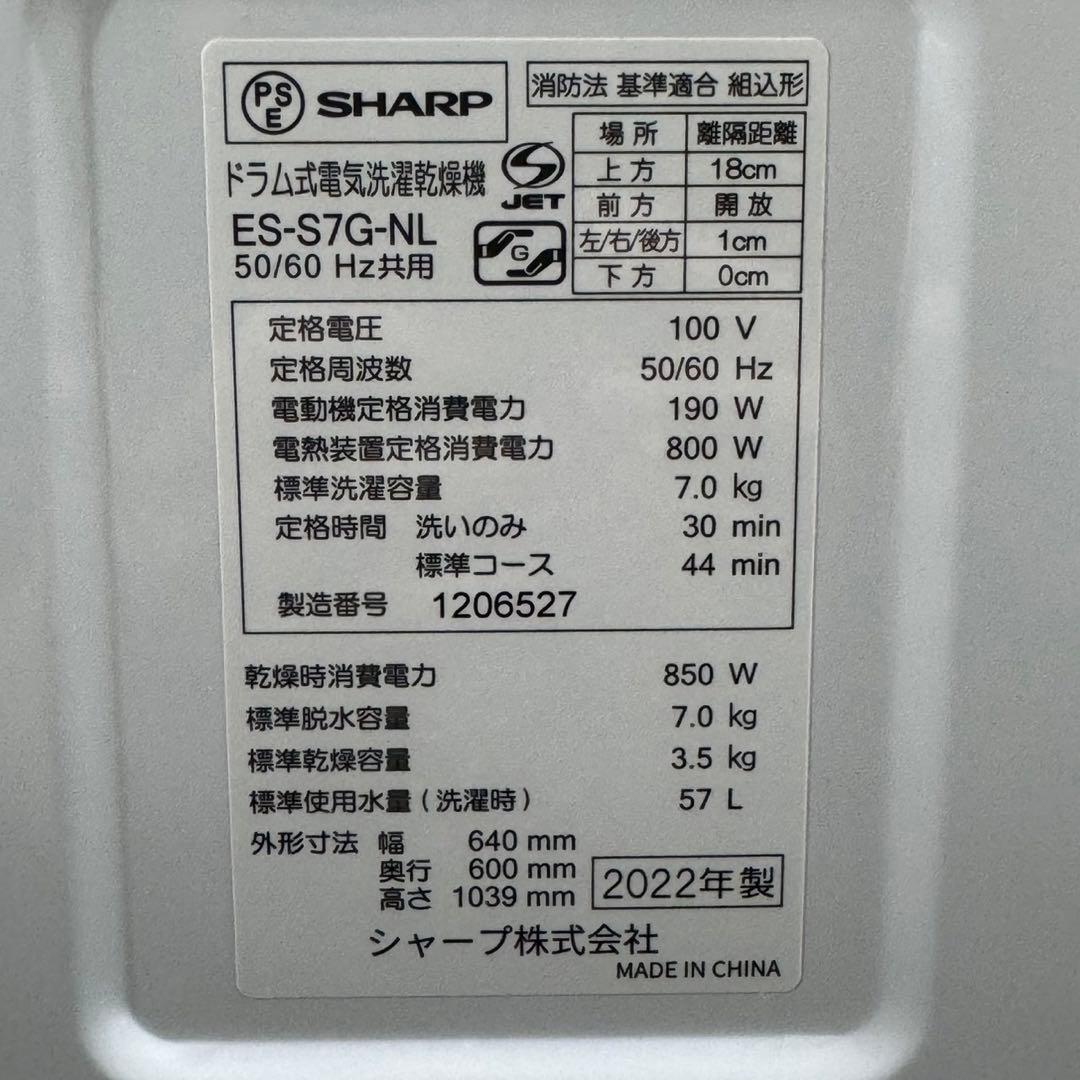 PSE SHARP
消防法 基準適合 組込形
場所 離隔距離
上方 18cm
前方 開放
左/右/後方 1cm
下方 0cm
ドラム式電気洗濯乾燥機
S JET
ES-S7G-NL
G
50/60 Hz共用
定格電圧 100 V
定格周波数 50/60 Hz
電動機定格消費電力 190 W
電熱装置定格消費電力 800 W
標準洗濯容量 7.0 kg
定格時間 洗いのみ 30 min
標準コース 44 min
製造番号 1206527
乾燥時消費電力 850 W
標準脱水容量 7.0 kg
標準乾燥容量 3.5 kg
標準使用水量(洗濯時) 57 L
外形寸法 幅 640 mm
奥行 600 mm
高さ 1039 mm
2022年製
シャープ株式会社
MADE IN CHINA